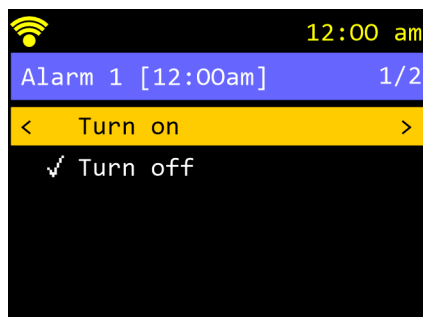 12:00 am
Alarm 1 [12:00am] 1/2
< Turn on >
√ Turn off